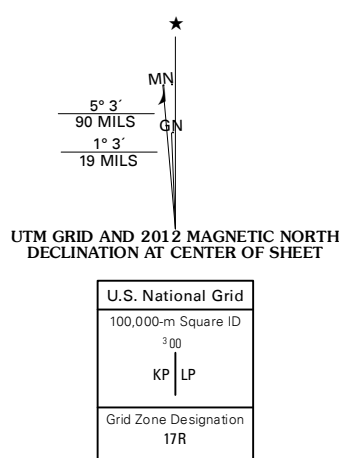 ★
MN
5° 3´
90 MILS
GN
1° 3´
19 MILS
UTM GRID AND 2012 MAGNETIC NORTH
DECLINATION AT CENTER OF SHEET
U.S. National Grid
100,000-m Square ID
³00
KP LP
Grid Zone Designation
17R